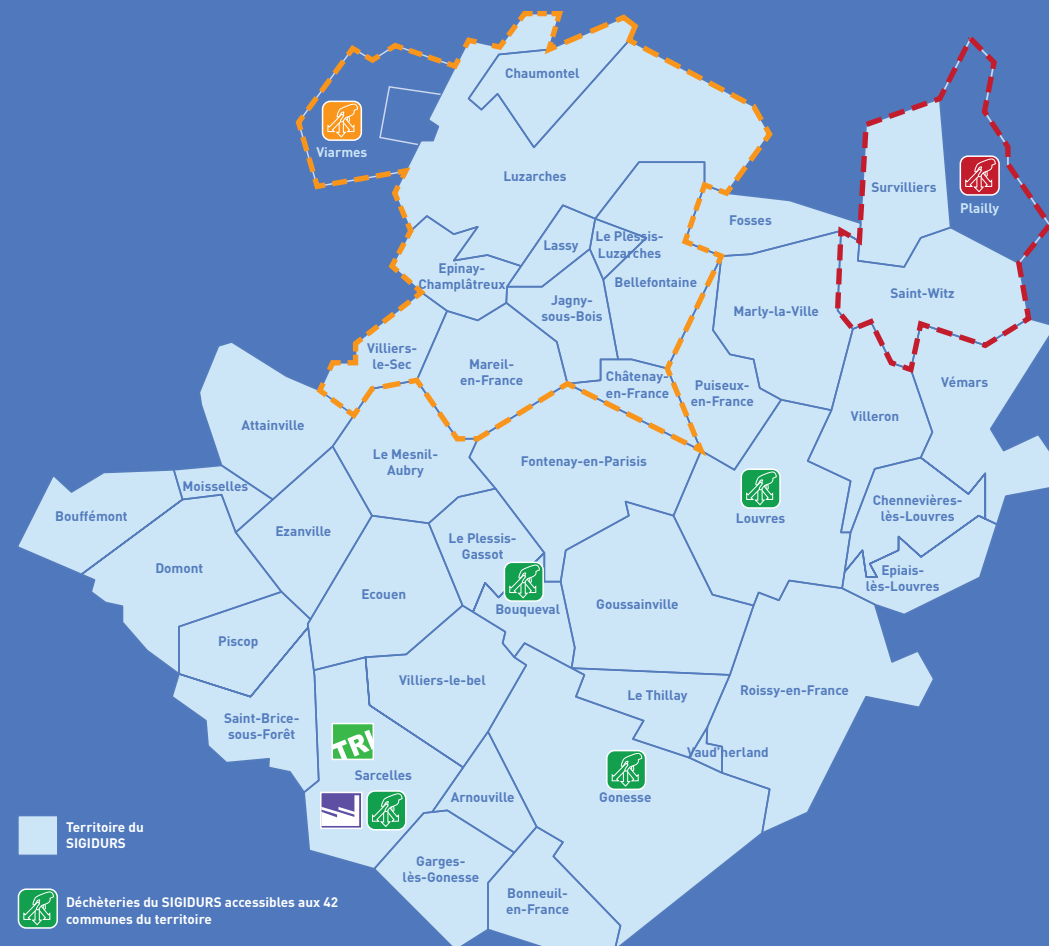 Chaumontel
Viarmes
Luzarches
Survilliers
Plailly
Fosses
Lassy
Le Plessis-
Luzarches
Epinay-
Champlâtreux
Bellefontaine
Saint-Witz
Jagny-
sous-Bois
Marly-la-Ville
Villiers-
le-Sec
Mareil-
en-France
Châtenay-
en-France
Puiseux-
en-France
Vémars
Villeron
Attainville
Le Mesnil-
Aubry
Fontenay-en-Parisis
Moisselles
Bouffémont
Chennevières-
lès-Louvres
Louvres
Ezanville
Le Plessis-
Gassot
Domont
Epiais-
lès-Louvres
Ecouen
Bouqueval
Goussainville
Piscop
Villiers-le-bel
Le Thillay
Roissy-en-France
Saint-Brice-
sous-Forêt
TRI
Vaud'herland
Sarcelles
Arnouville
Gonesse
Territoire du
SIGIDURS
Garges-
lès-Gonesse
Bonneuil-
en-France
Déchèteries du SIGIDURS accessibles aux 42
communes du territoire